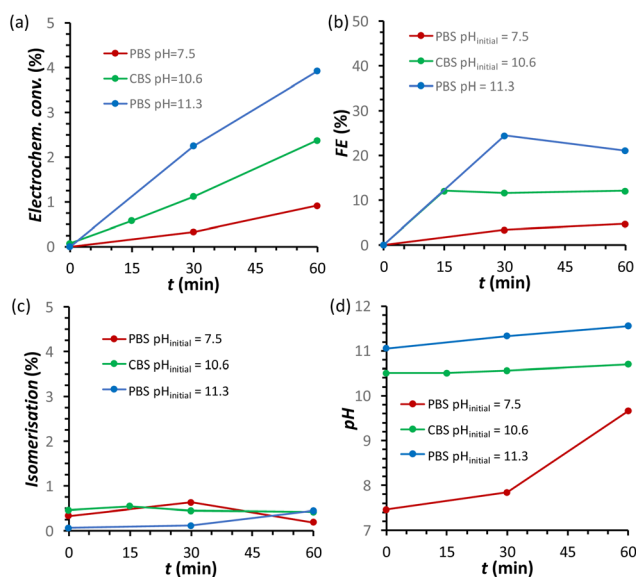 (a)
5
4
3
2
1
0
Electrochem. conv. (%)
PBS pH=7.5
CBS pH=10.6
PBS pH=11.3
0 15 30 45 60
t (min)
(b)
50
40
30
20
10
0
FE (%)
PBS pHinitial = 7.5
CBS pHinitial = 10.6
PBS pH = 11.3
0 15 30 45 60
t (min)
(c)
5
4
3
2
1
0
Isomerisation (%)
PBS pHinitial = 7.5
CBS pHinitial = 10.6
PBS pHinitial = 11.3
0 15 30 45 60
t (min)
(d)
12
11
10
9
8
7
pH
PBS pHinitial = 7.5
CBS pHinitial = 10.6
PBS pHinitial = 11.3
0 15 30 45 60
t (min)